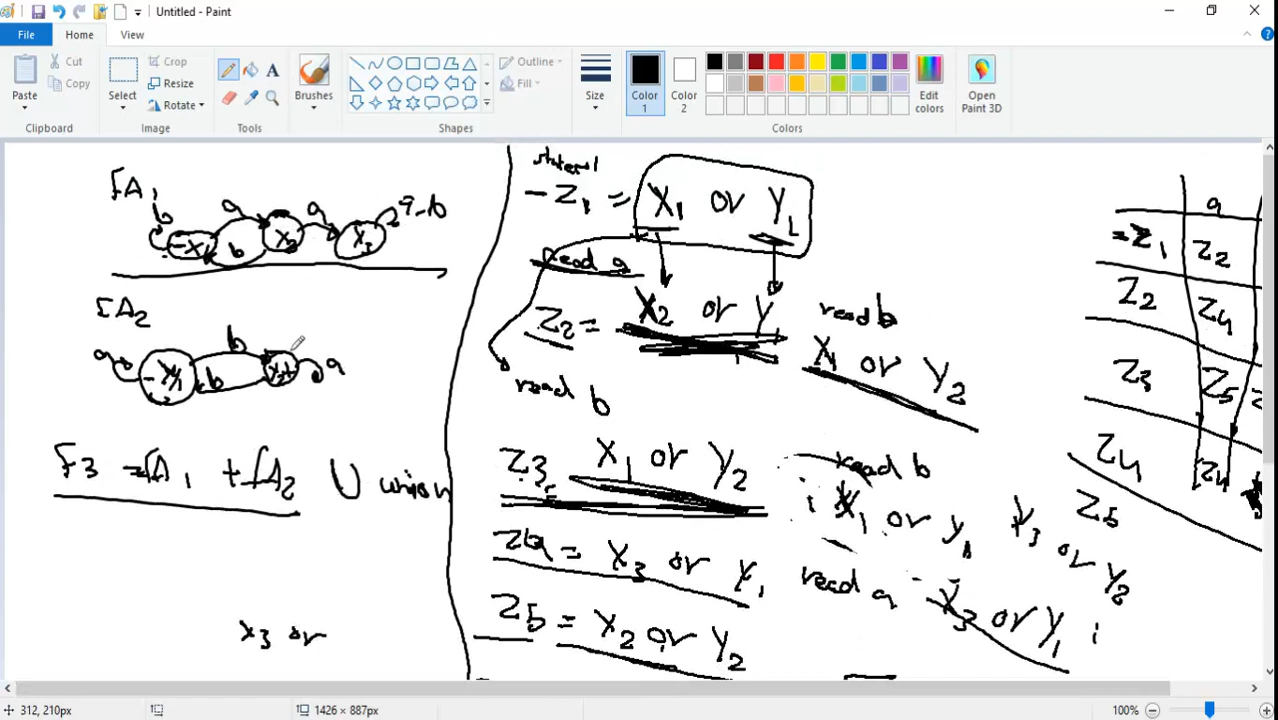 Untitled - Paint
File Home View
Paste Cut Copy
Clipboard
Select Crop Resize Rotate
Image
Tools
Brushes
Shapes
Outline
Fill
Size
Color 1
Color 2
Colors
Edit colors
Open Paint 3D
FA1
b a a a-b
-X1 b X2 X3
FA2
a b a
b
F3 = FA1 + FA2 U union
X3 or
- Z1 = X1 or Y1
read a
Z2 = X2 or Y1
read b
X1 or Y2
read b
Z3 = X1 or Y2
read b
X1 or Y1 X3 or Y2
Z4 = X3 or Y1
read a X3 or Y1
Z5 = X2 or Y2
a
Z1 Z2
Z2 Z4
Z3 Z5
Z4 Z4
Z5
312, 210px
1426 × 887px
100%